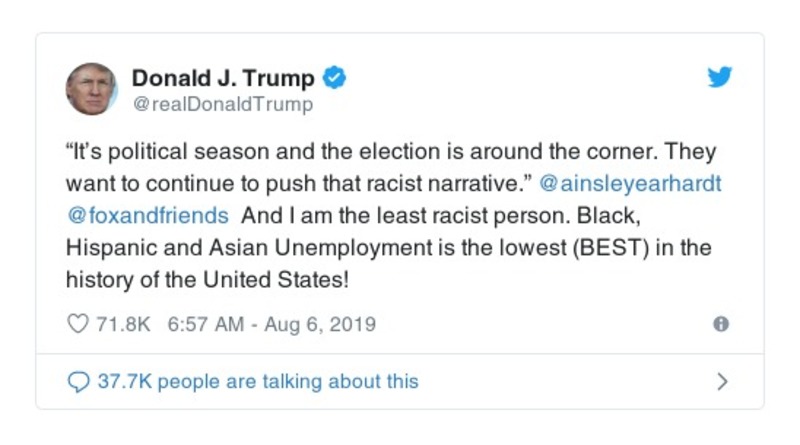 Donald J. Trump
@realDonaldTrump
“It’s political season and the election is around the corner. They
want to continue to push that racist narrative.” @ainsleyearhardt
@foxandfriends  And I am the least racist person. Black,
Hispanic and Asian Unemployment is the lowest (BEST) in the
history of the United States!
71.8K 6:57 AM - Aug 6, 2019
37.7K people are talking about this